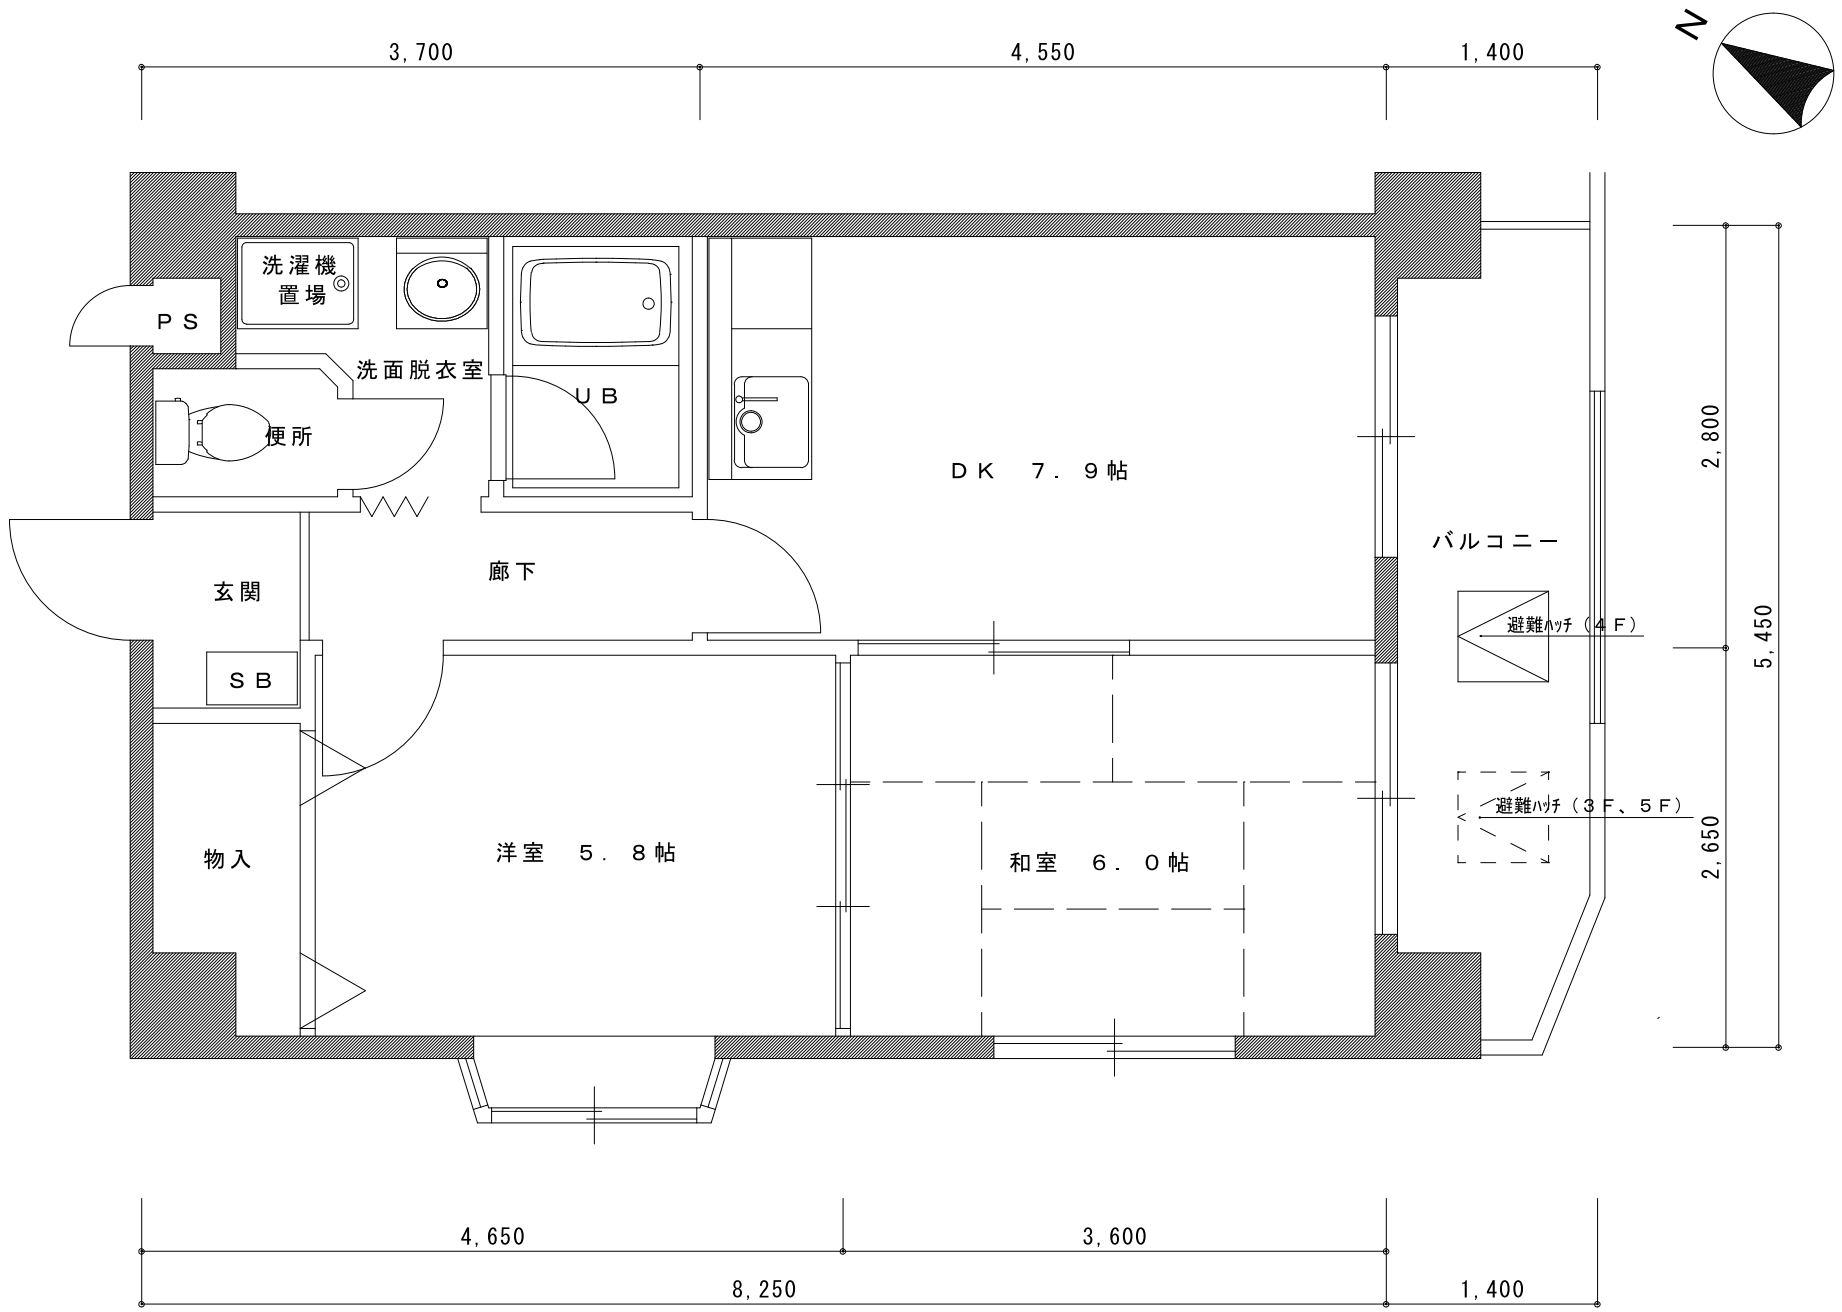 N
3,700
4,550
1,400
洗濯機
置場
PS
洗面脱衣室
UB
便所
DK 7.9帖
2,800
バルコニー
廊下
玄関
避難ﾊｯﾁ(4F)
5,450
SB
避難ﾊｯﾁ(3F、5F)
2,650
物入
洋室 5.8帖
和室 6.0帖
4,650
3,600
8,250
1,400